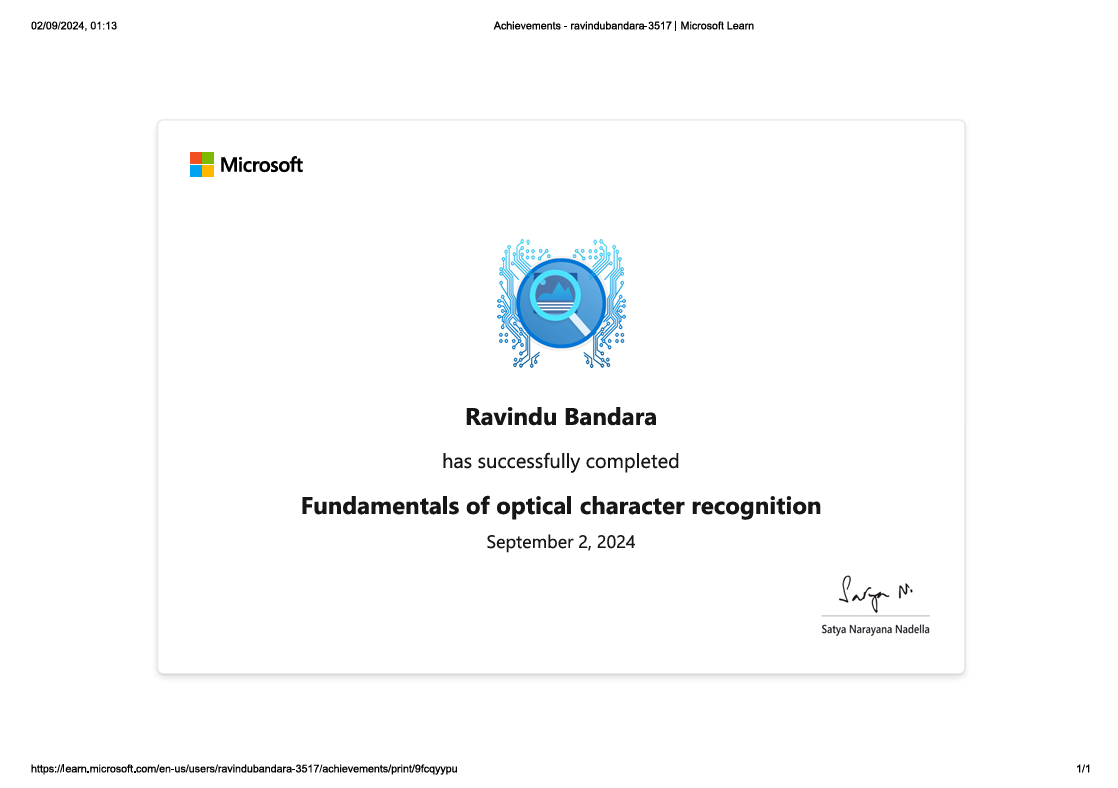 02/09/2024, 01:13
Achievements - ravindubandara-3517 | Microsoft Learn
Microsoft
Ravindu Bandara
has successfully completed
Fundamentals of optical character recognition
September 2, 2024
Satya N.
Satya Narayana Nadella
https://learn.microsoft.com/en-us/users/ravindubandara-3517/achievements/print/9fcqyypu
1/1